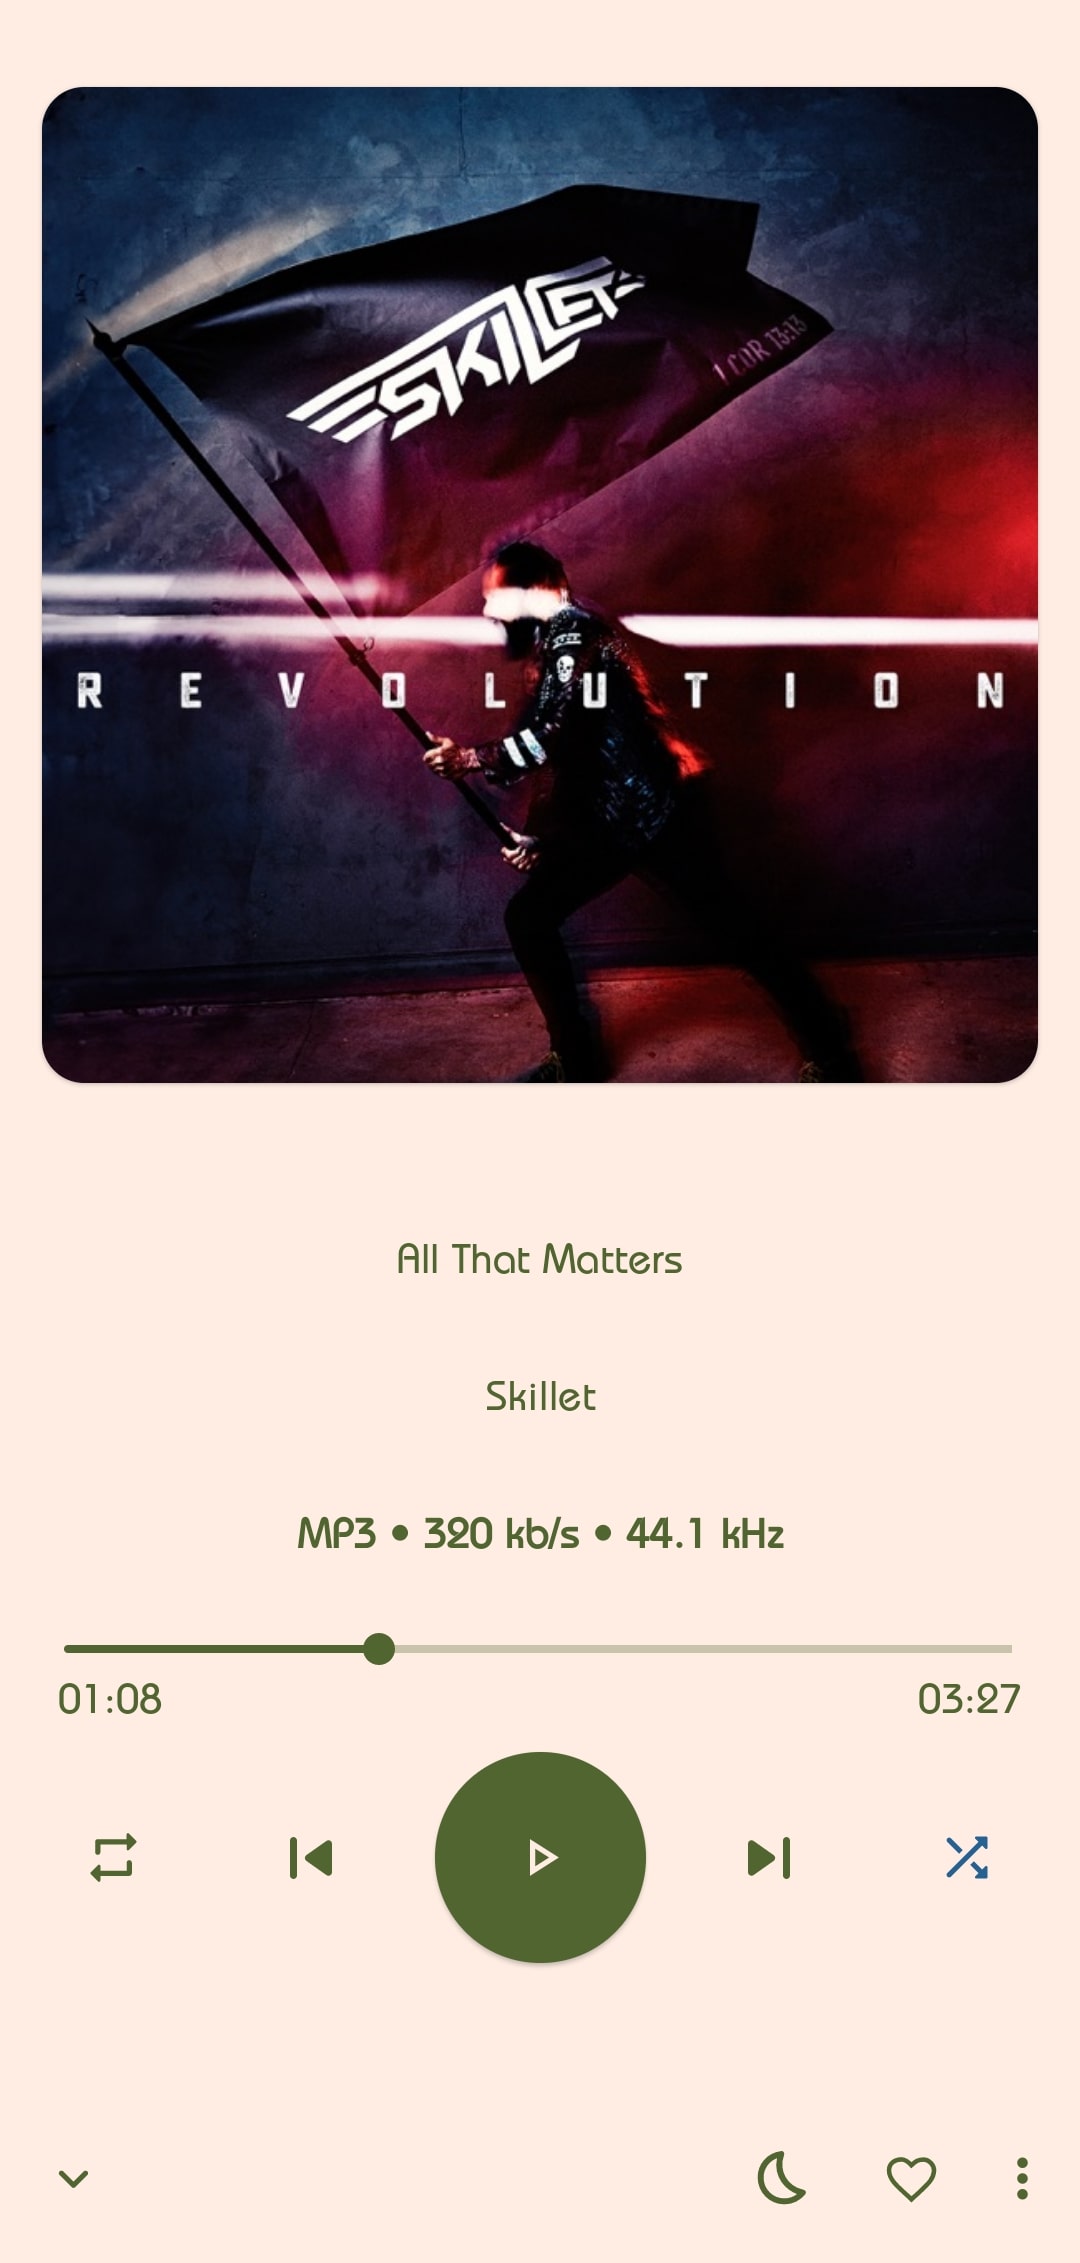 SKILLET
1 COR 13:13
REVOLUTION
All That Matters
Skillet
MP3 • 320 kb/s • 44.1 kHz
01:08 03:27